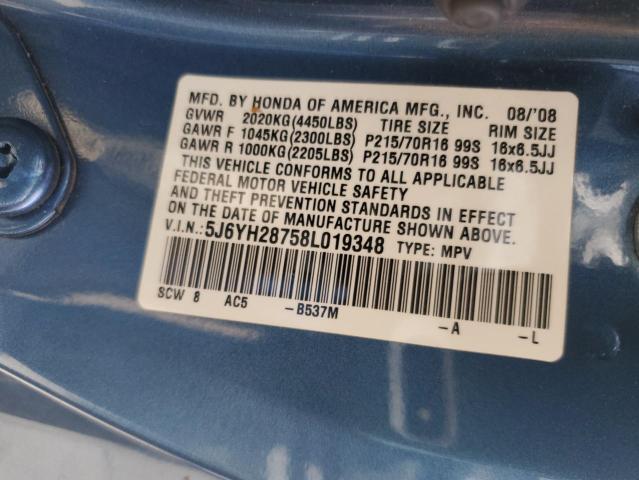 MFD. BY HONDA OF AMERICA MFG., INC. 08/'08
GVWR 2020KG(4450LBS) TIRE SIZE RIM SIZE
GAWR F 1045KG(2300LBS) P215/70R16 99S 16x6.5JJ
GAWR R 1000KG(2205LBS) P215/70R16 99S 16x6.5JJ
THIS VEHICLE CONFORMS TO ALL APPLICABLE
FEDERAL MOTOR VEHICLE SAFETY
AND THEFT PREVENTION STANDARDS IN EFFECT
ON THE DATE OF MANUFACTURE SHOWN ABOVE.
V.I.N.: 5J6YH28758L019348 TYPE: MPV
SCW 8 AC5 -B537M -A -L